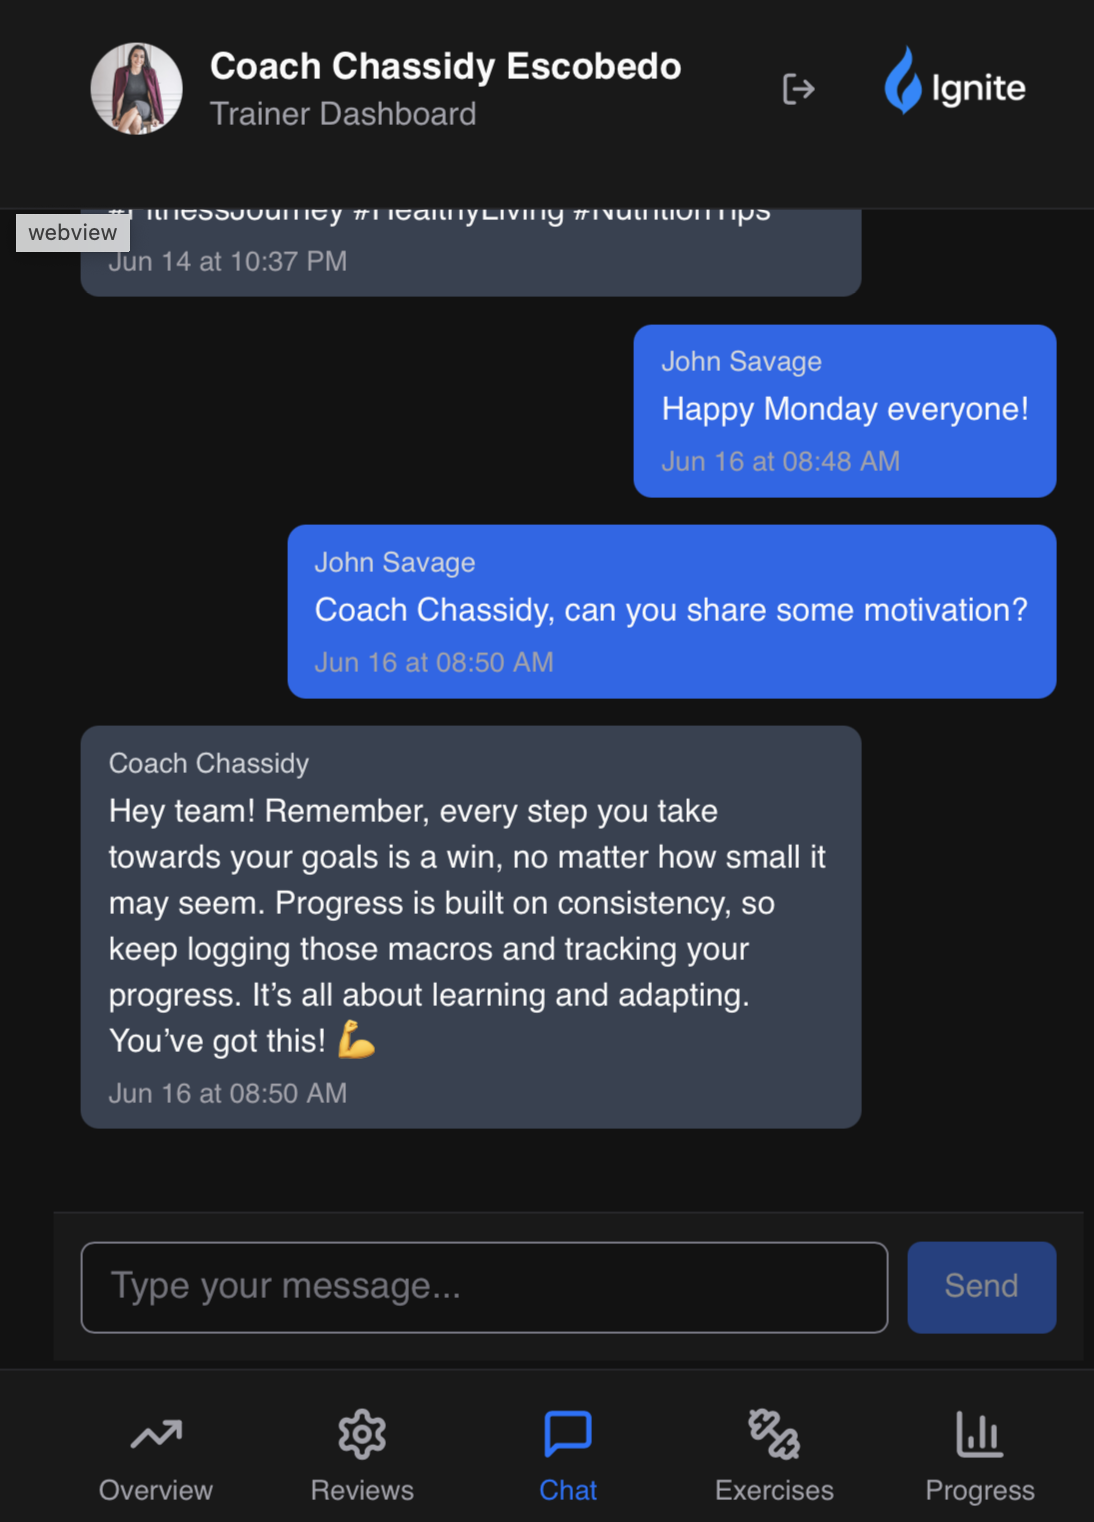 Coach Chassidy Escobedo
Trainer Dashboard
Ignite
webview
#FitnessJourney #HealthyLiving #NutritionTips
Jun 14 at 10:37 PM
John Savage
Happy Monday everyone!
Jun 16 at 08:48 AM
John Savage
Coach Chassidy, can you share some motivation?
Jun 16 at 08:50 AM
Coach Chassidy
Hey team! Remember, every step you take
towards your goals is a win, no matter how small it
may seem. Progress is built on consistency, so
keep logging those macros and tracking your
progress. It’s all about learning and adapting.
You’ve got this! 💪
Jun 16 at 08:50 AM
Type your message...
Send
Overview
Reviews
Chat
Exercises
Progress